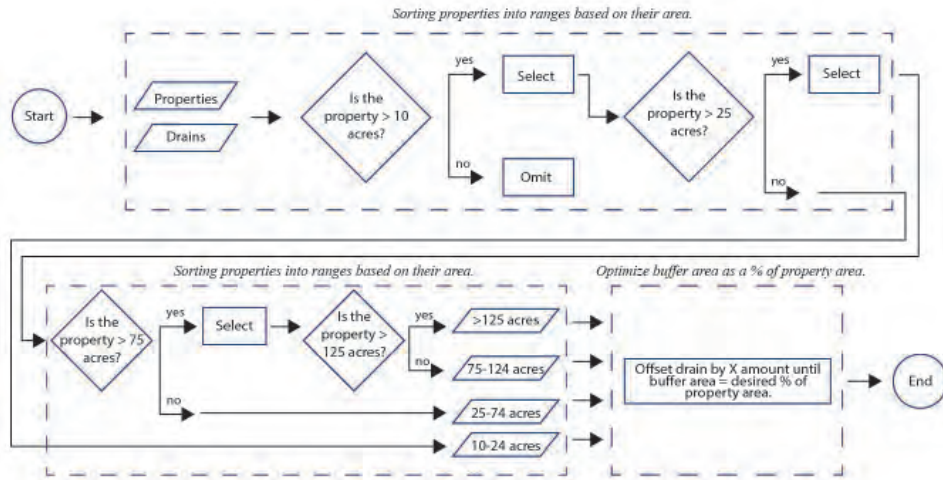 Sorting properties into ranges based on their area.
Start
Properties
Drains
Is the
property > 10
acres?
yes
Select
no
Omit
Is the
property > 25
acres?
yes
Select
no
Sorting properties into ranges based on their area.
Is the
property > 75
acres?
yes
Select
no
Is the
property >
125 acres?
yes
>125 acres
no
75-124 acres
25-74 acres
10-24 acres
Optimize buffer area as a % of property area.
Offset drain by X amount until
buffer area = desired % of
property area.
End